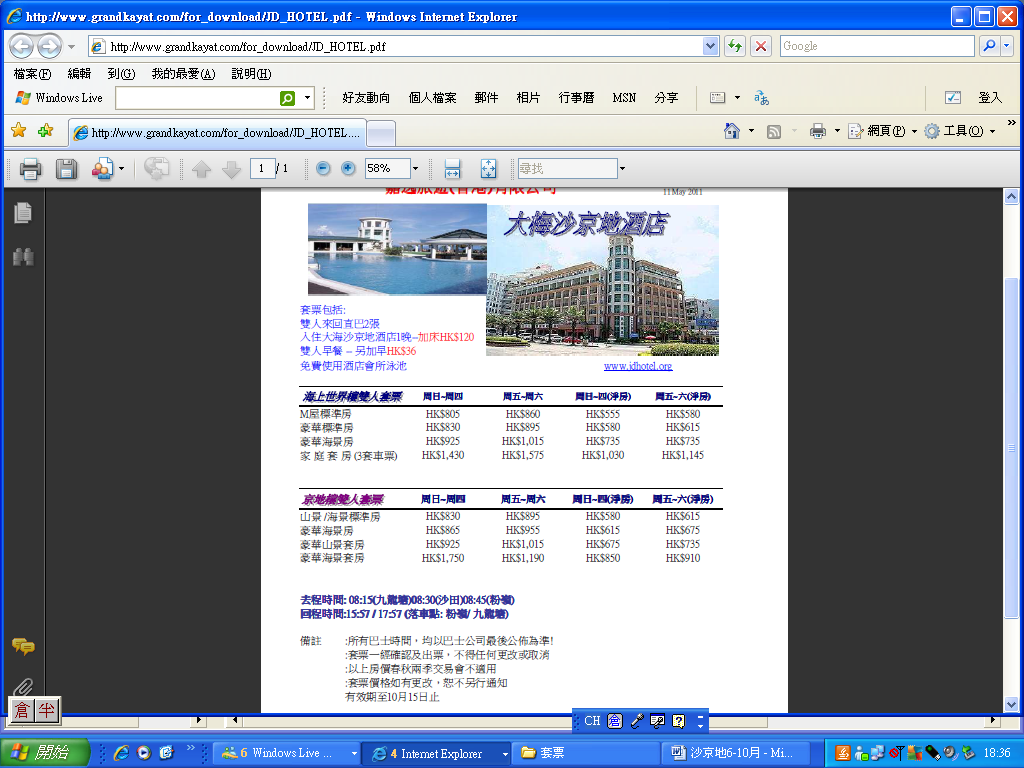 http://www.grandkayat.com/for_download/JD_HOTEL.pdf - Windows Internet Explorer
http://www.grandkayat.com/for_download/JD_HOTEL.pdf
Google
檔案(F) 編輯 到(G) 我的最愛(A) 說明(H)
Windows Live 好友動向 個人檔案 郵件 相片 行事曆 MSN 分享 登入
http://www.grandkayat.com/for_download/JD_HOTEL.... 網頁(P) 工具(O) »
1 / 1 58% 尋找
嘉逸旅遊(香港)有限公司 11 May 2011
大梅沙京地酒店
套票包括:
雙人來回直巴2張
入住大海沙京地酒店1晚–加床HK$120
雙人早餐 – 另加早HK$36
免費使用酒店會所泳池
www.jdhotel.org
海上世界樓雙人套票 周日~周四 周五~周六 周日~四(淨房) 周五~六(淨房)
M屋標準房 HK$805 HK$860 HK$555 HK$580
豪華標準房 HK$830 HK$895 HK$580 HK$615
豪華海景房 HK$925 HK$1,015 HK$735 HK$735
家 庭 套 房 (3套車票) HK$1,430 HK$1,575 HK$1,030 HK$1,145
京地樓雙人套票 周日~周四 周五~周六 周日~四(淨房) 周五~六(淨房)
山景 /海景標準房 HK$830 HK$895 HK$580 HK$615
豪華海景房 HK$865 HK$955 HK$615 HK$675
豪華山景套房 HK$925 HK$1,015 HK$675 HK$735
豪華海景套房 HK$1,750 HK$1,190 HK$850 HK$910
去程時間: 08:15(九龍塘)08:30(沙田)08:45(粉嶺)
回程時間:15:57 / 17:57 (落車點: 粉嶺/ 九龍塘)
備註 :所有巴士時間，均以巴士公司最後公佈為準!
:套票一經確認及出票，不得任何更改或取消
:以上房價春秋兩季交易會不適用
:套票價格如有更改，恕不另行通知
有效期至10月15日止
倉 半
CH 倉 ?
開始 » 6 Windows Live ... 4 Internet Explorer 套票 沙京地6-10月 - Mi... 18:36